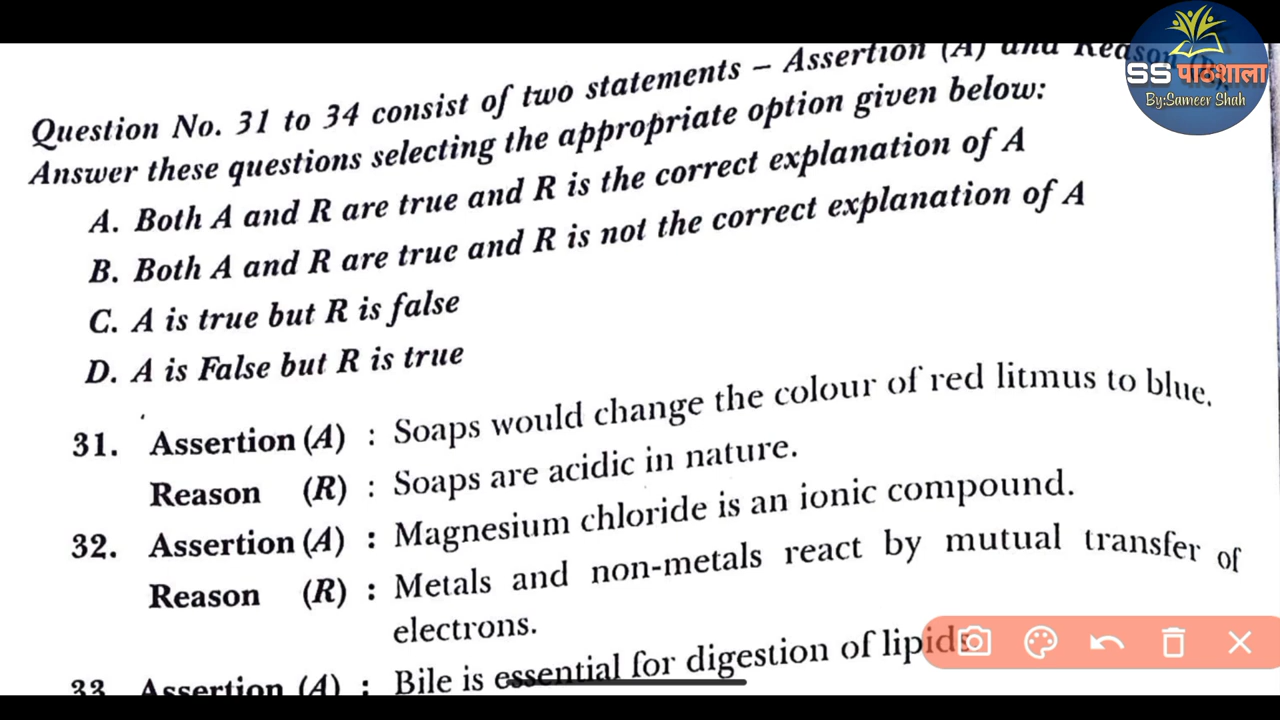 SS पाठशाला
By:Sameer Shah
Question No. 31 to 34 consist of two statements – Assertion (A) and Reason
Answer these questions selecting the appropriate option given below:
A. Both A and R are true and R is the correct explanation of A
B. Both A and R are true and R is not the correct explanation of A
C. A is true but R is false
D. A is False but R is true
31. Assertion (A) : Soaps would change the colour of red litmus to blue.
Reason (R) : Soaps are acidic in nature.
32. Assertion (A) : Magnesium chloride is an ionic compound.
Reason (R) : Metals and non-metals react by mutual transfer of
electrons.
33. Assertion (A) : Bile is essential for digestion of lipids